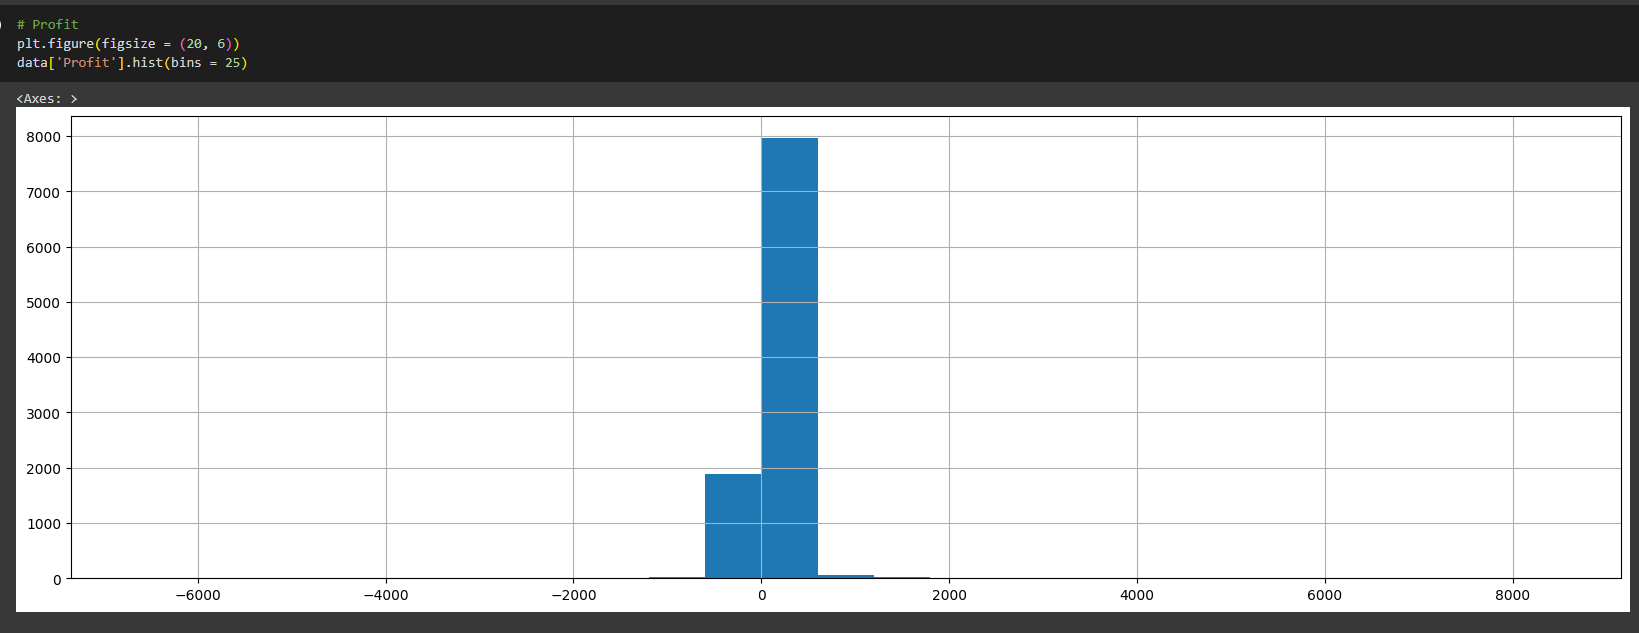 # Profit
plt.figure(figsize = (20, 6))
data['Profit'].hist(bins = 25)
<Axes: >
8000
7000
6000
5000
4000
3000
2000
1000
0
−6000 −4000 −2000 0 2000 4000 6000 8000